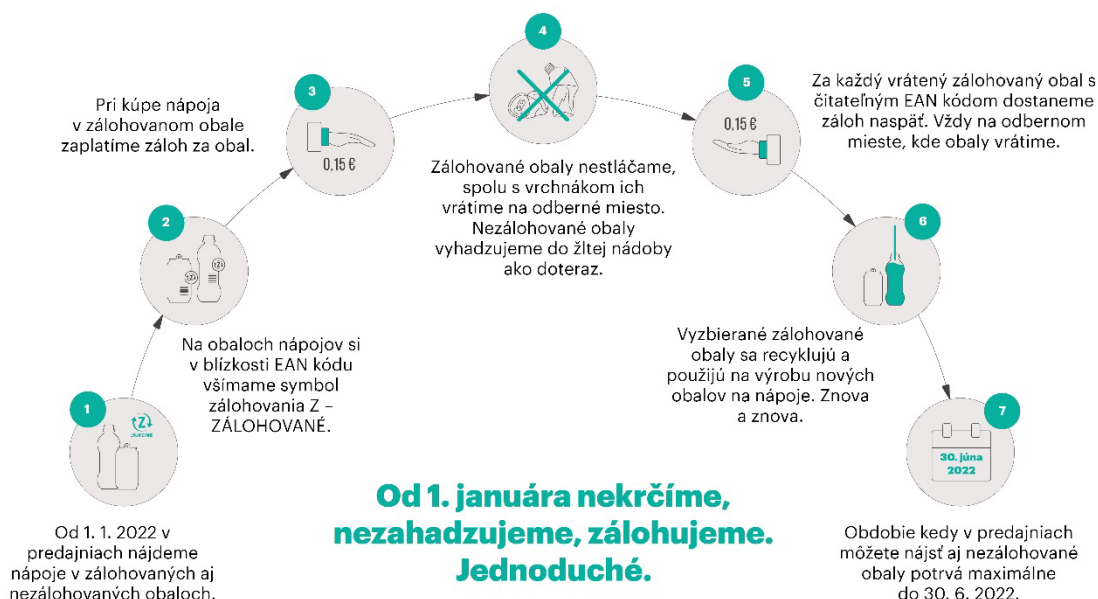 1
Od 1. 1. 2022 v
predajniach nájdeme
nápoje v zálohovaných aj
nezálohovaných obaloch.
2
Na obaloch nápojov si
v blízkosti EAN kódu
všímame symbol
zálohovania Z –
ZÁLOHOVANÉ.
3
0,15 €
Pri kúpe nápoja
v zálohovanom obale
zaplatíme záloh za obal.
4
Zálohované obaly nestláčame,
spolu s vrchnákom ich
vrátime na odberné miesto.
Nezálohované obaly
vyhadzujeme do žltej nádoby
ako doteraz.
5
0,15 €
Za každý vrátený zálohovaný obal s
čitateľným EAN kódom dostaneme
záloh naspäť. Vždy na odbernom
mieste, kde obaly vrátime.
6
Vyzbierané zálohované
obaly sa recyklujú a
použijú na výrobu nových
obalov na nápoje. Znova
a znova.
7
30. júna
2022
Obdobie kedy v predajniach
môžete nájsť aj nezálohované
obaly potrvá maximálne
do 30. 6. 2022.
Od 1. januára nekrčíme,
nezahadzujeme, zálohujeme.
Jednoduché.